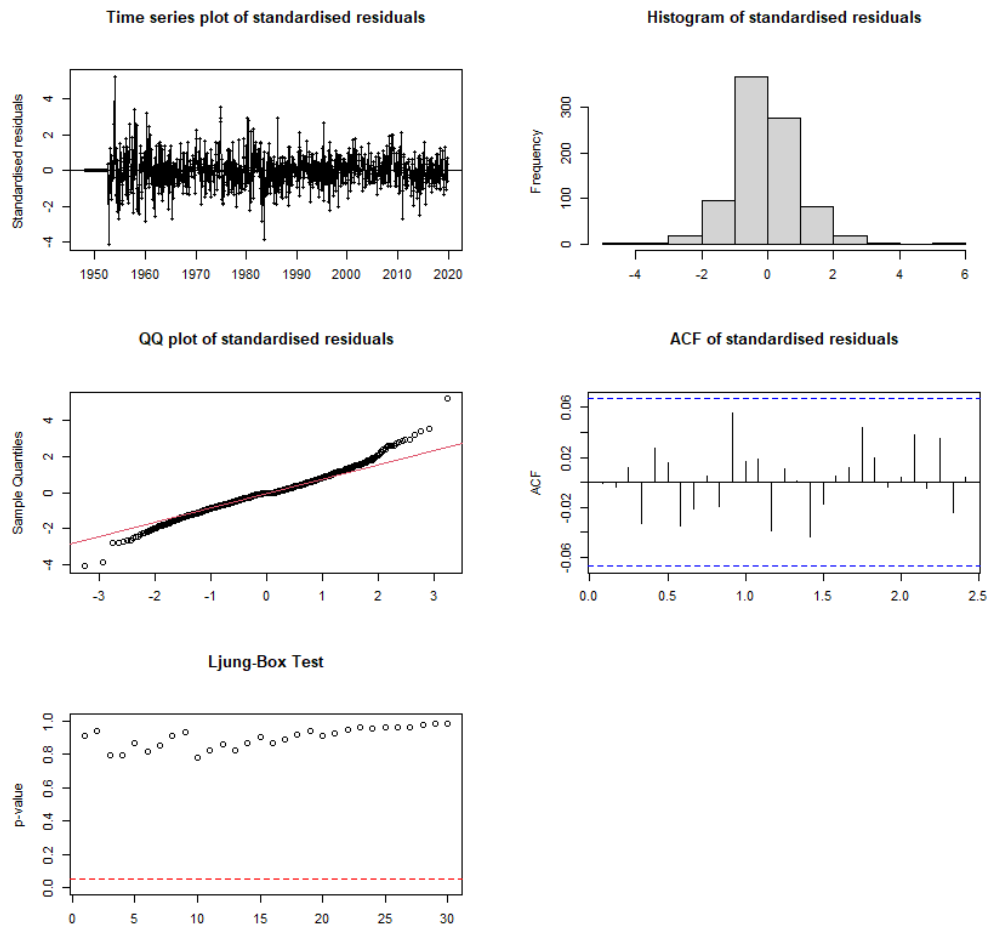 Time series plot of standardised residuals
Standardised residuals
4
2
0
-2
-4
1950 1960 1970 1980 1990 2000 2010 2020
Histogram of standardised residuals
Frequency
300
100
0
-4 -2 0 2 4 6
QQ plot of standardised residuals
Sample Quantiles
4
2
0
-2
-4
-3 -2 -1 0 1 2 3
ACF of standardised residuals
ACF
0.06
0.02
-0.02
-0.06
0.0 0.5 1.0 1.5 2.0 2.5
Ljung-Box Test
p-value
1.0
0.8
0.6
0.4
0.2
0.0
0 5 10 15 20 25 30